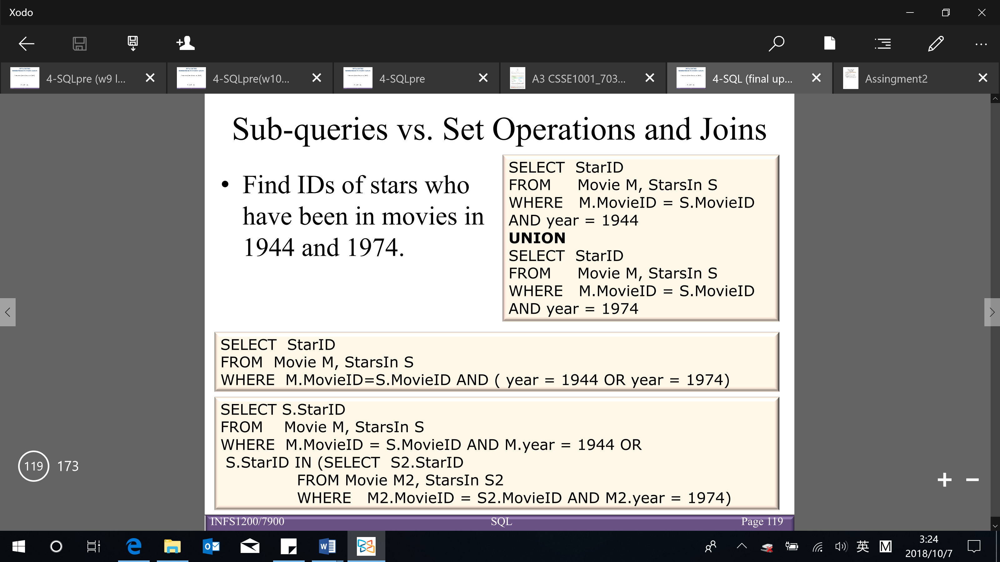 Xodo
4-SQLpre (w9 l...
4-SQLpre(w10...
4-SQLpre
A3 CSSE1001_703...
4-SQL (final up...
Assingment2
Sub-queries vs. Set Operations and Joins
• Find IDs of stars who
have been in movies in
1944 and 1974.
SELECT StarID
FROM Movie M, StarsIn S
WHERE M.MovieID = S.MovieID
AND year = 1944
UNION
SELECT StarID
FROM Movie M, StarsIn S
WHERE M.MovieID = S.MovieID
AND year = 1974
SELECT StarID
FROM Movie M, StarsIn S
WHERE M.MovieID=S.MovieID AND ( year = 1944 OR year = 1974)
SELECT S.StarID
FROM Movie M, StarsIn S
WHERE M.MovieID = S.MovieID AND M.year = 1944 OR
S.StarID IN (SELECT S2.StarID
FROM Movie M2, StarsIn S2
WHERE M2.MovieID = S2.MovieID AND M2.year = 1974)
119 173
INFS1200/7900 SQL Page 119
英 M
3:24
2018/10/7